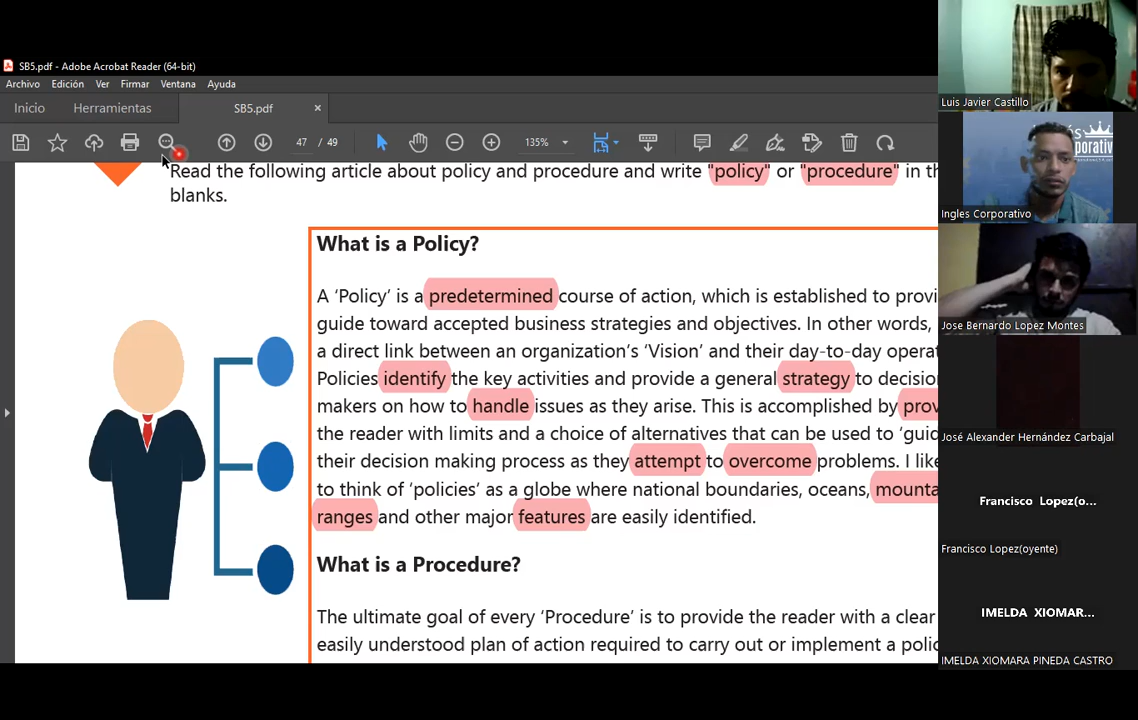 SB5.pdf - Adobe Acrobat Reader (64-bit)
Archivo Edición Ver Firmar Ventana Ayuda
Inicio Herramientas SB5.pdf ×
47 / 49 135%
Read the following article about policy and procedure and write "policy" or "procedure" in th
blanks.
What is a Policy?
A ‘Policy’ is a predetermined course of action, which is established to provi
guide toward accepted business strategies and objectives. In other words,
a direct link between an organization’s ‘Vision’ and their day-to-day operat
Policies identify the key activities and provide a general strategy to decision
makers on how to handle issues as they arise. This is accomplished by prov
the reader with limits and a choice of alternatives that can be used to ‘guid
their decision making process as they attempt to overcome problems. I like
to think of ‘policies’ as a globe where national boundaries, oceans, mounta
ranges and other major features are easily identified.
What is a Procedure?
The ultimate goal of every ‘Procedure’ is to provide the reader with a clear
easily understood plan of action required to carry out or implement a polic
Luis Javier Castillo
Ingles Corporativo
Jose Bernardo Lopez Montes
José Alexander Hernández Carbajal
Francisco Lopez(o...
Francisco Lopez(oyente)
IMELDA XIOMAR...
IMELDA XIOMARA PINEDA CASTRO